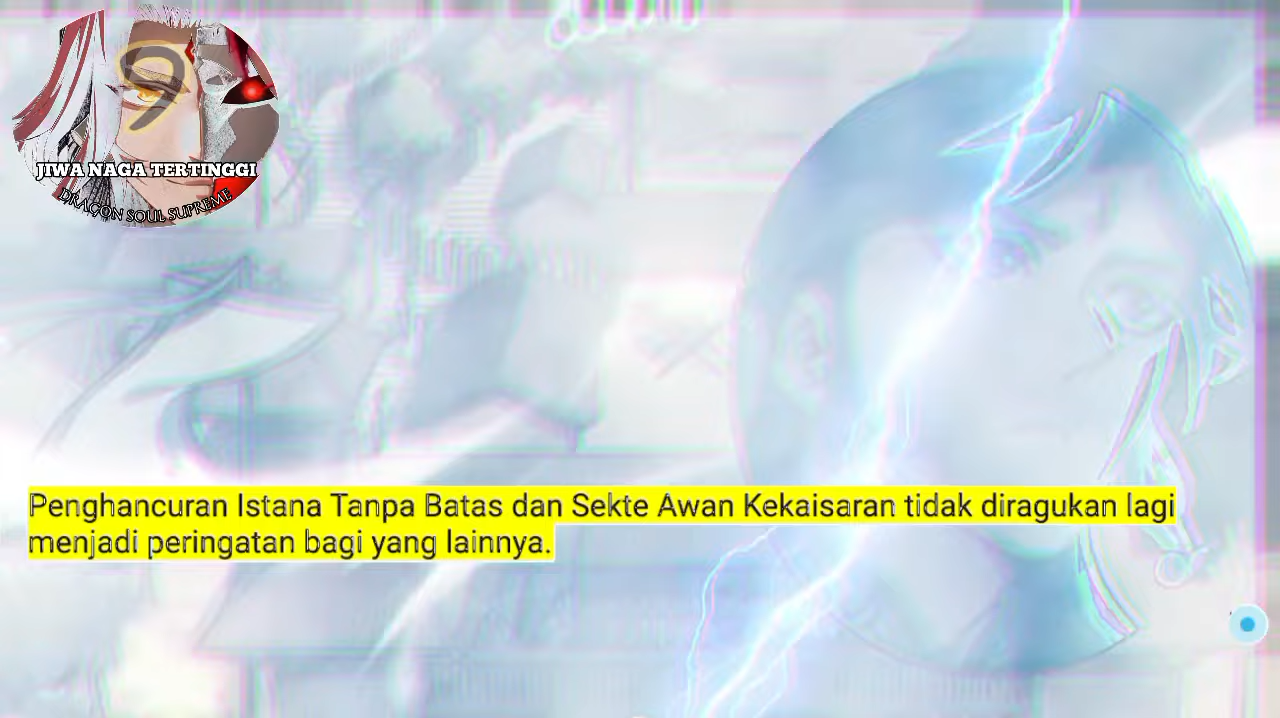 9
JIWA NAGA TERTINGGI
DRAGON SOUL SUPREME
Penghancuran Istana Tanpa Batas dan Sekte Awan Kekaisaran tidak diragukan lagi
menjadi peringatan bagi yang lainnya.